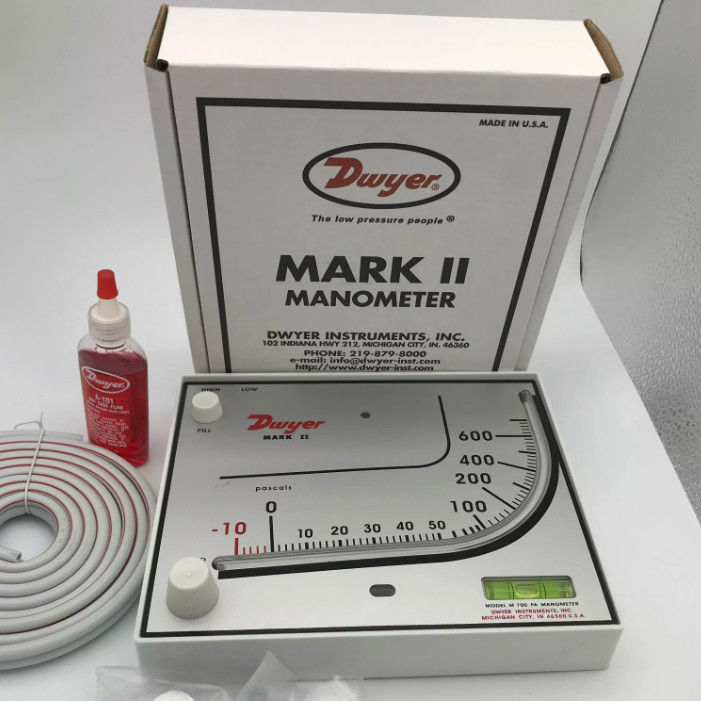 MADE IN U.S.A.
Dwyer®
The low pressure people®
MARK II
MANOMETER
DWYER INSTRUMENTS, INC.
102 INDIANA HWY 212, MICHIGAN CITY, IN. 46360
PHONE: 219-879-8000
e-mail: info@dwyer-inst.com
http://www.dwyer-inst.com
Dwyer
A-101
HIGH LOW
FILL
Dwyer
MARK II
pascals
-10 0 10 20 30 40 50 100 200 400 600
MODEL M 700 PA MANOMETER
DWYER INSTRUMENTS, INC
MICHIGAN CITY, IN 46360 U.S.A.